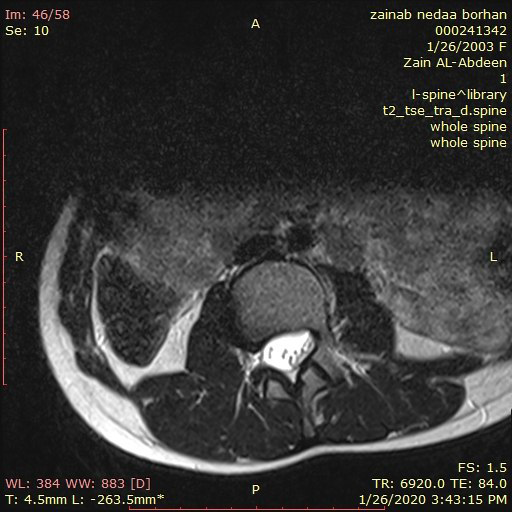 Im: 46/58
Se: 10
A
zainab nedaa borhan
000241342
1/26/2003 F
Zain AL-Abdeen
1
l-spine^library
t2_tse_tra_d.spine
whole spine
whole spine
R
L
WL: 384 WW: 883 [D]
T: 4.5mm L: -263.5mm*
P
FS: 1.5
TR: 6920.0 TE: 84.0
1/26/2020 3:43:15 PM